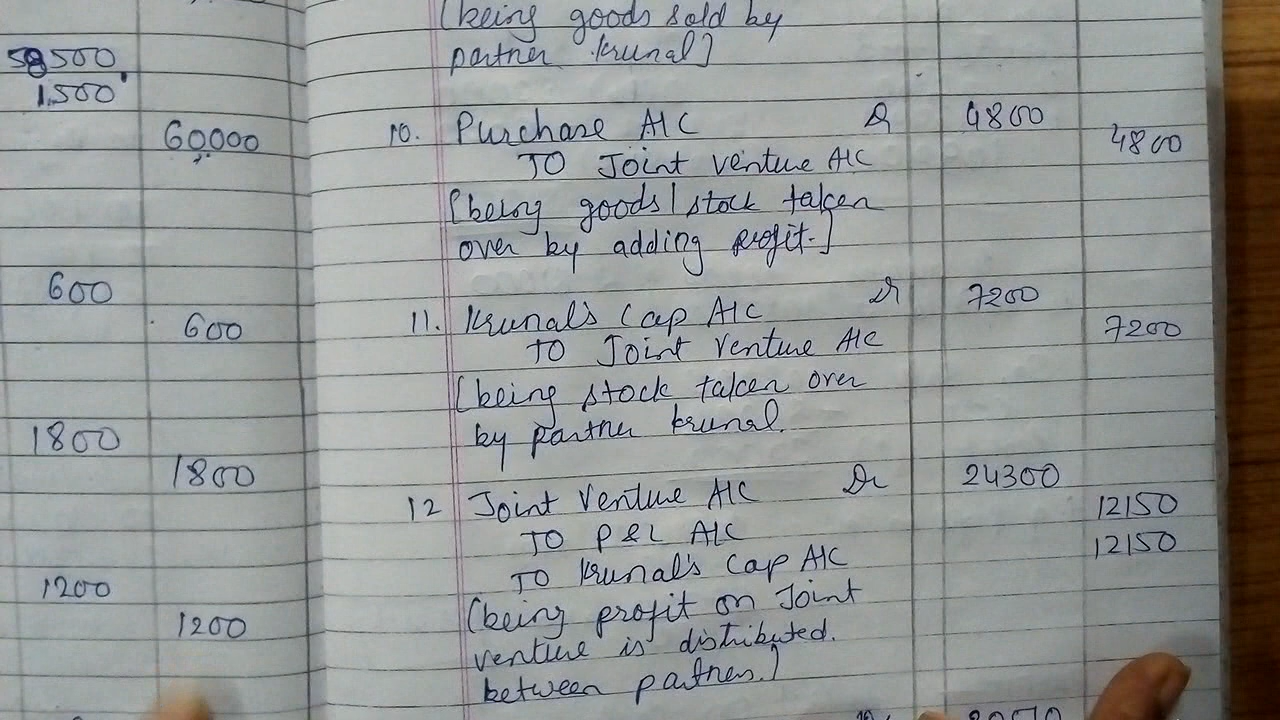 58500
1500
60000
600
600
1800
1800
1200
1200
[being goods sold by
partner krunal]
10. Purchase A/C Dr 4800
TO Joint venture A/C 4800
[being goods/stock taken
over by adding profit.]
11. Krunal's Cap A/C Dr 7200
TO Joint venture A/C 7200
[being stock taken over
by partner krunal.
12 Joint venture A/C Dr 24300
TO P&L A/C 12150
TO Krunal's Cap A/C 12150
(being profit on Joint
venture is distributed.
between partners.]